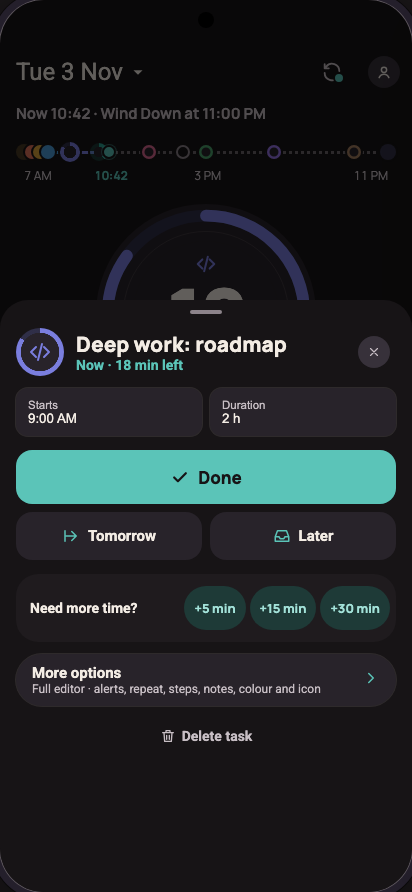 Tue 3 Nov
Now 10:42 · Wind Down at 11:00 PM
7 AM 10:42 3 PM 11 PM
Deep work: roadmap
Now · 18 min left
Starts
9:00 AM
Duration
2 h
Done
Tomorrow
Later
Need more time?
+5 min
+15 min
+30 min
More options
Full editor · alerts, repeat, steps, notes, colour and icon
Delete task